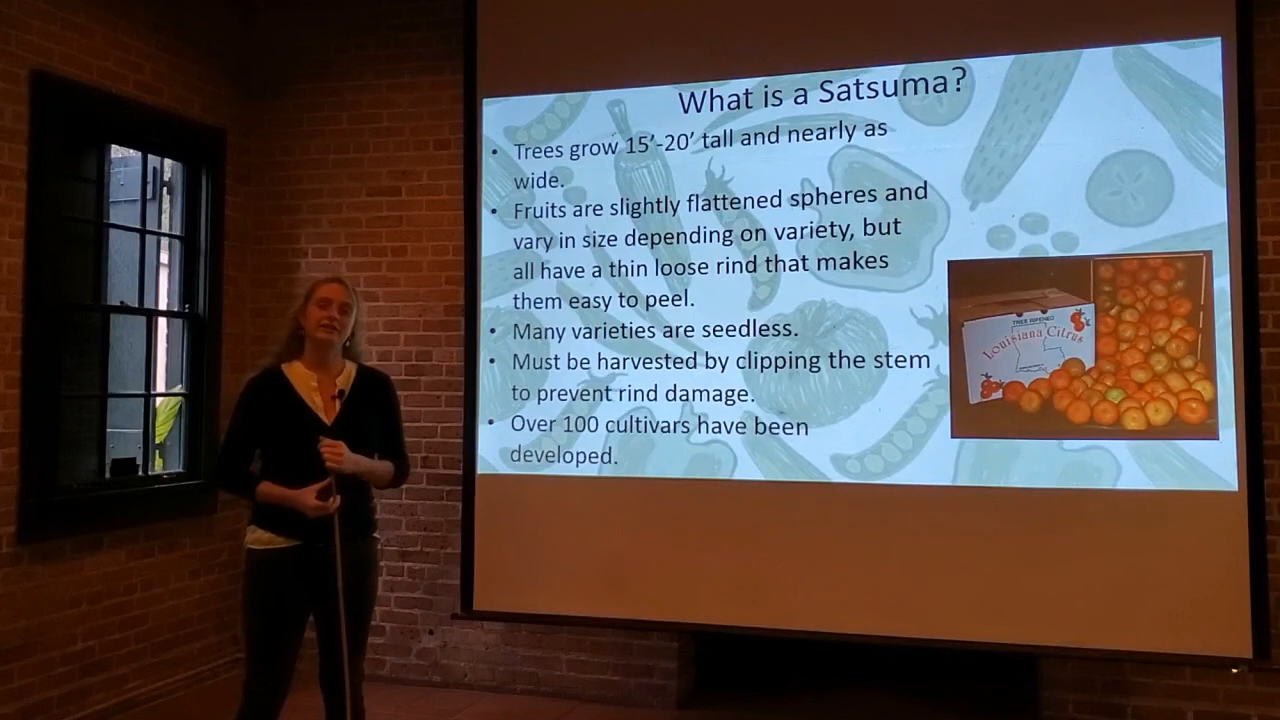 What is a Satsuma?
• Trees grow 15’-20’ tall and nearly as
wide.
• Fruits are slightly flattened spheres and
vary in size depending on variety, but
all have a thin loose rind that makes
them easy to peel.
• Many varieties are seedless.
• Must be harvested by clipping the stem
to prevent rind damage.
• Over 100 cultivars have been
developed.
TREE RIPENED
Louisiana Citrus